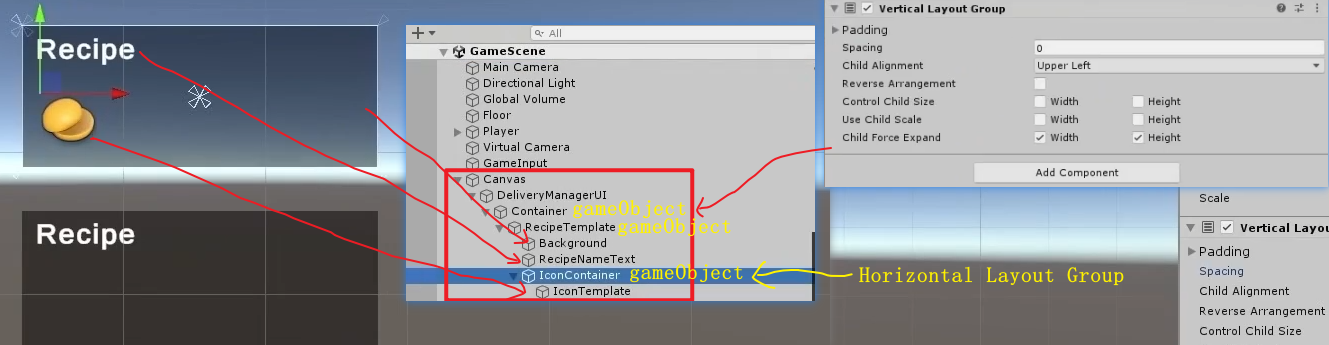 Recipe
Recipe
All
GameScene
Main Camera
Directional Light
Global Volume
Floor
Player
Virtual Camera
GameInput
Canvas
DeliveryManagerUI
Container gameObject
RecipeTemplate gameObject
Background
RecipeNameText
IconContainer gameObject
IconTemplate
Horizontal Layout Group
Vertical Layout Group
Padding
Spacing 0
Child Alignment Upper Left
Reverse Arrangement
Control Child Size Width Height
Use Child Scale Width Height
Child Force Expand Width Height
Add Component
Scale
Vertical Layou
Padding
Spacing
Child Alignment
Reverse Arrangement
Control Child Size